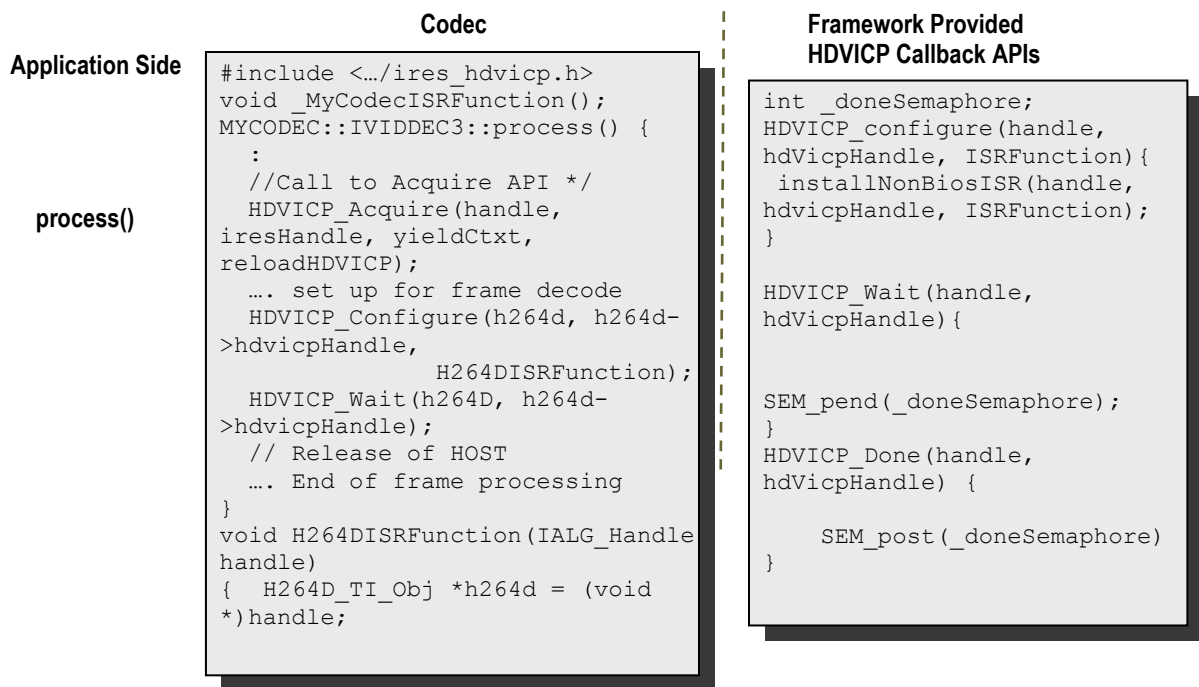 Codec
Application Side
process()
#include <…/ires_hdvicp.h>
void _MyCodecISRFunction();
MYCODEC::IVIDDEC3::process() {
:
//Call to Acquire API */
HDVICP_Acquire(handle,
iresHandle, yieldCtxt,
reloadHDVICP);
…. set up for frame decode
HDVICP_Configure(h264d, h264d-
>hdvicpHandle,
H264DISRFunction);
HDVICP_Wait(h264D, h264d-
>hdvicpHandle);
// Release of HOST
…. End of frame processing
}
void H264DISRFunction(IALG_Handle
handle)
{ H264D_TI_Obj *h264d = (void
*)handle;
Framework Provided
HDVICP Callback APIs
int _doneSemaphore;
HDVICP_configure(handle,
hdVicpHandle, ISRFunction){
installNonBiosISR(handle,
hdvicpHandle, ISRFunction);
}
HDVICP_Wait(handle,
hdVicpHandle){
SEM_pend(_doneSemaphore);
}
HDVICP_Done(handle,
hdVicpHandle) {
SEM_post(_doneSemaphore)
}